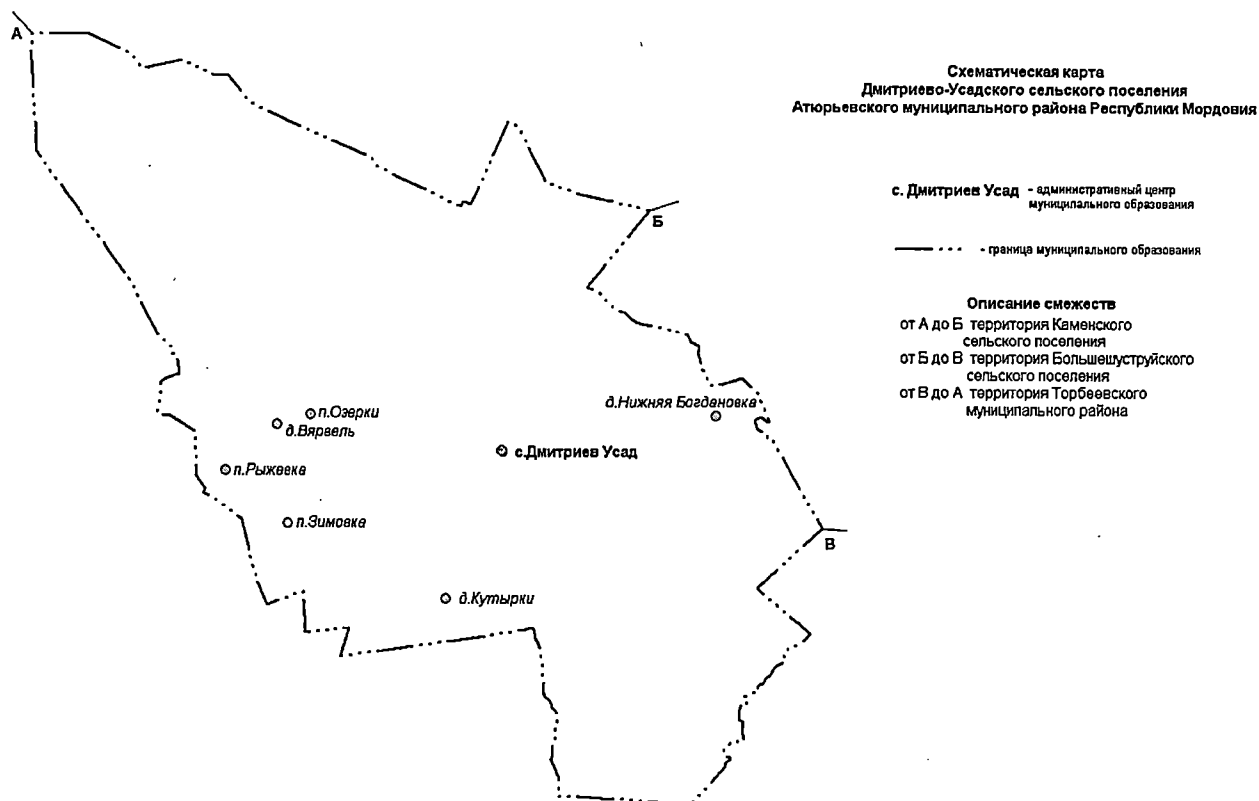 А
Схематическая карта
Дмитриево-Усадского сельского поселения
Атюрьевского муниципального района Республики Мордовия
с. Дмитриев Усад - административный центр
муниципального образования
Б
- граница муниципального образования
Описание смежеств
от А до Б территория Каменского
сельского поселения
от Б до В территория Большешуструйского
сельского поселения
от В до А территория Торбеевского
муниципального района
д.Нижняя Богдановка
п.Озерки
д.Вярвель
с.Дмитриев Усад
п.Рыжеека
п.Зимовка
В
д.Кутырки